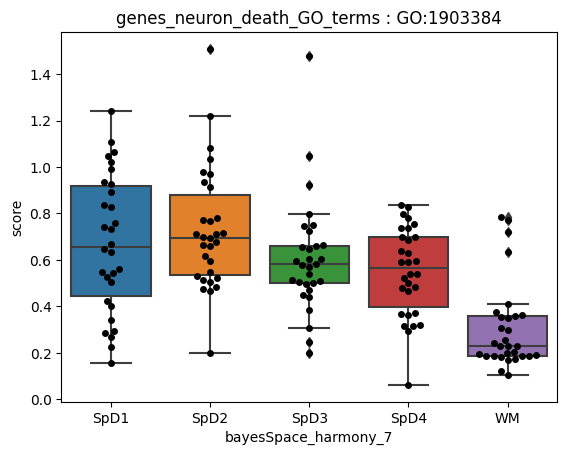 genes_neuron_death_GO_terms : GO:1903384
score
1.4
1.2
1.0
0.8
0.6
0.4
0.2
0.0
SpD1 SpD2 SpD3 SpD4 WM
bayesSpace_harmony_7